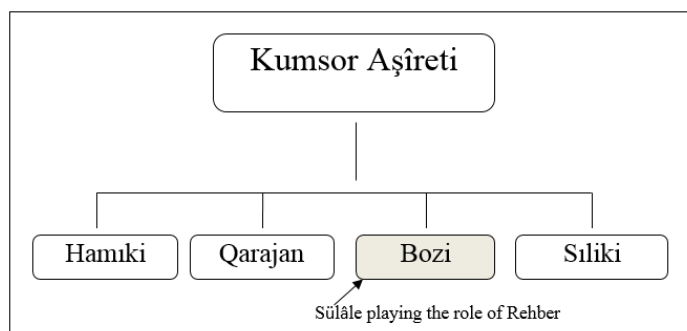 Kumsor Aşîreti
Hamıki
Qarajan
Bozi
Sıliki
Sülâle playing the role of Rehber